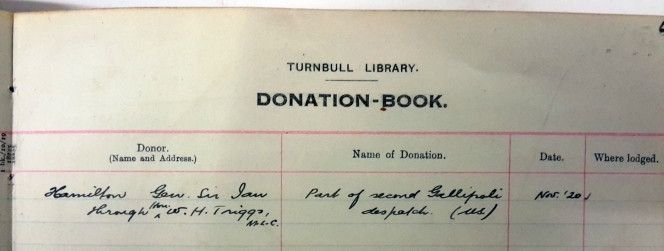 TURNBULL LIBRARY.
DONATION-BOOK.
Donor.
(Name and Address.)
Name of Donation.
Date.
Where lodged.
Hamilton Gen. Sir Ian
through Hon W. H. Triggs, M.L.C.
Part of second Gallipoli
despatch. (MS)
Nov. '20